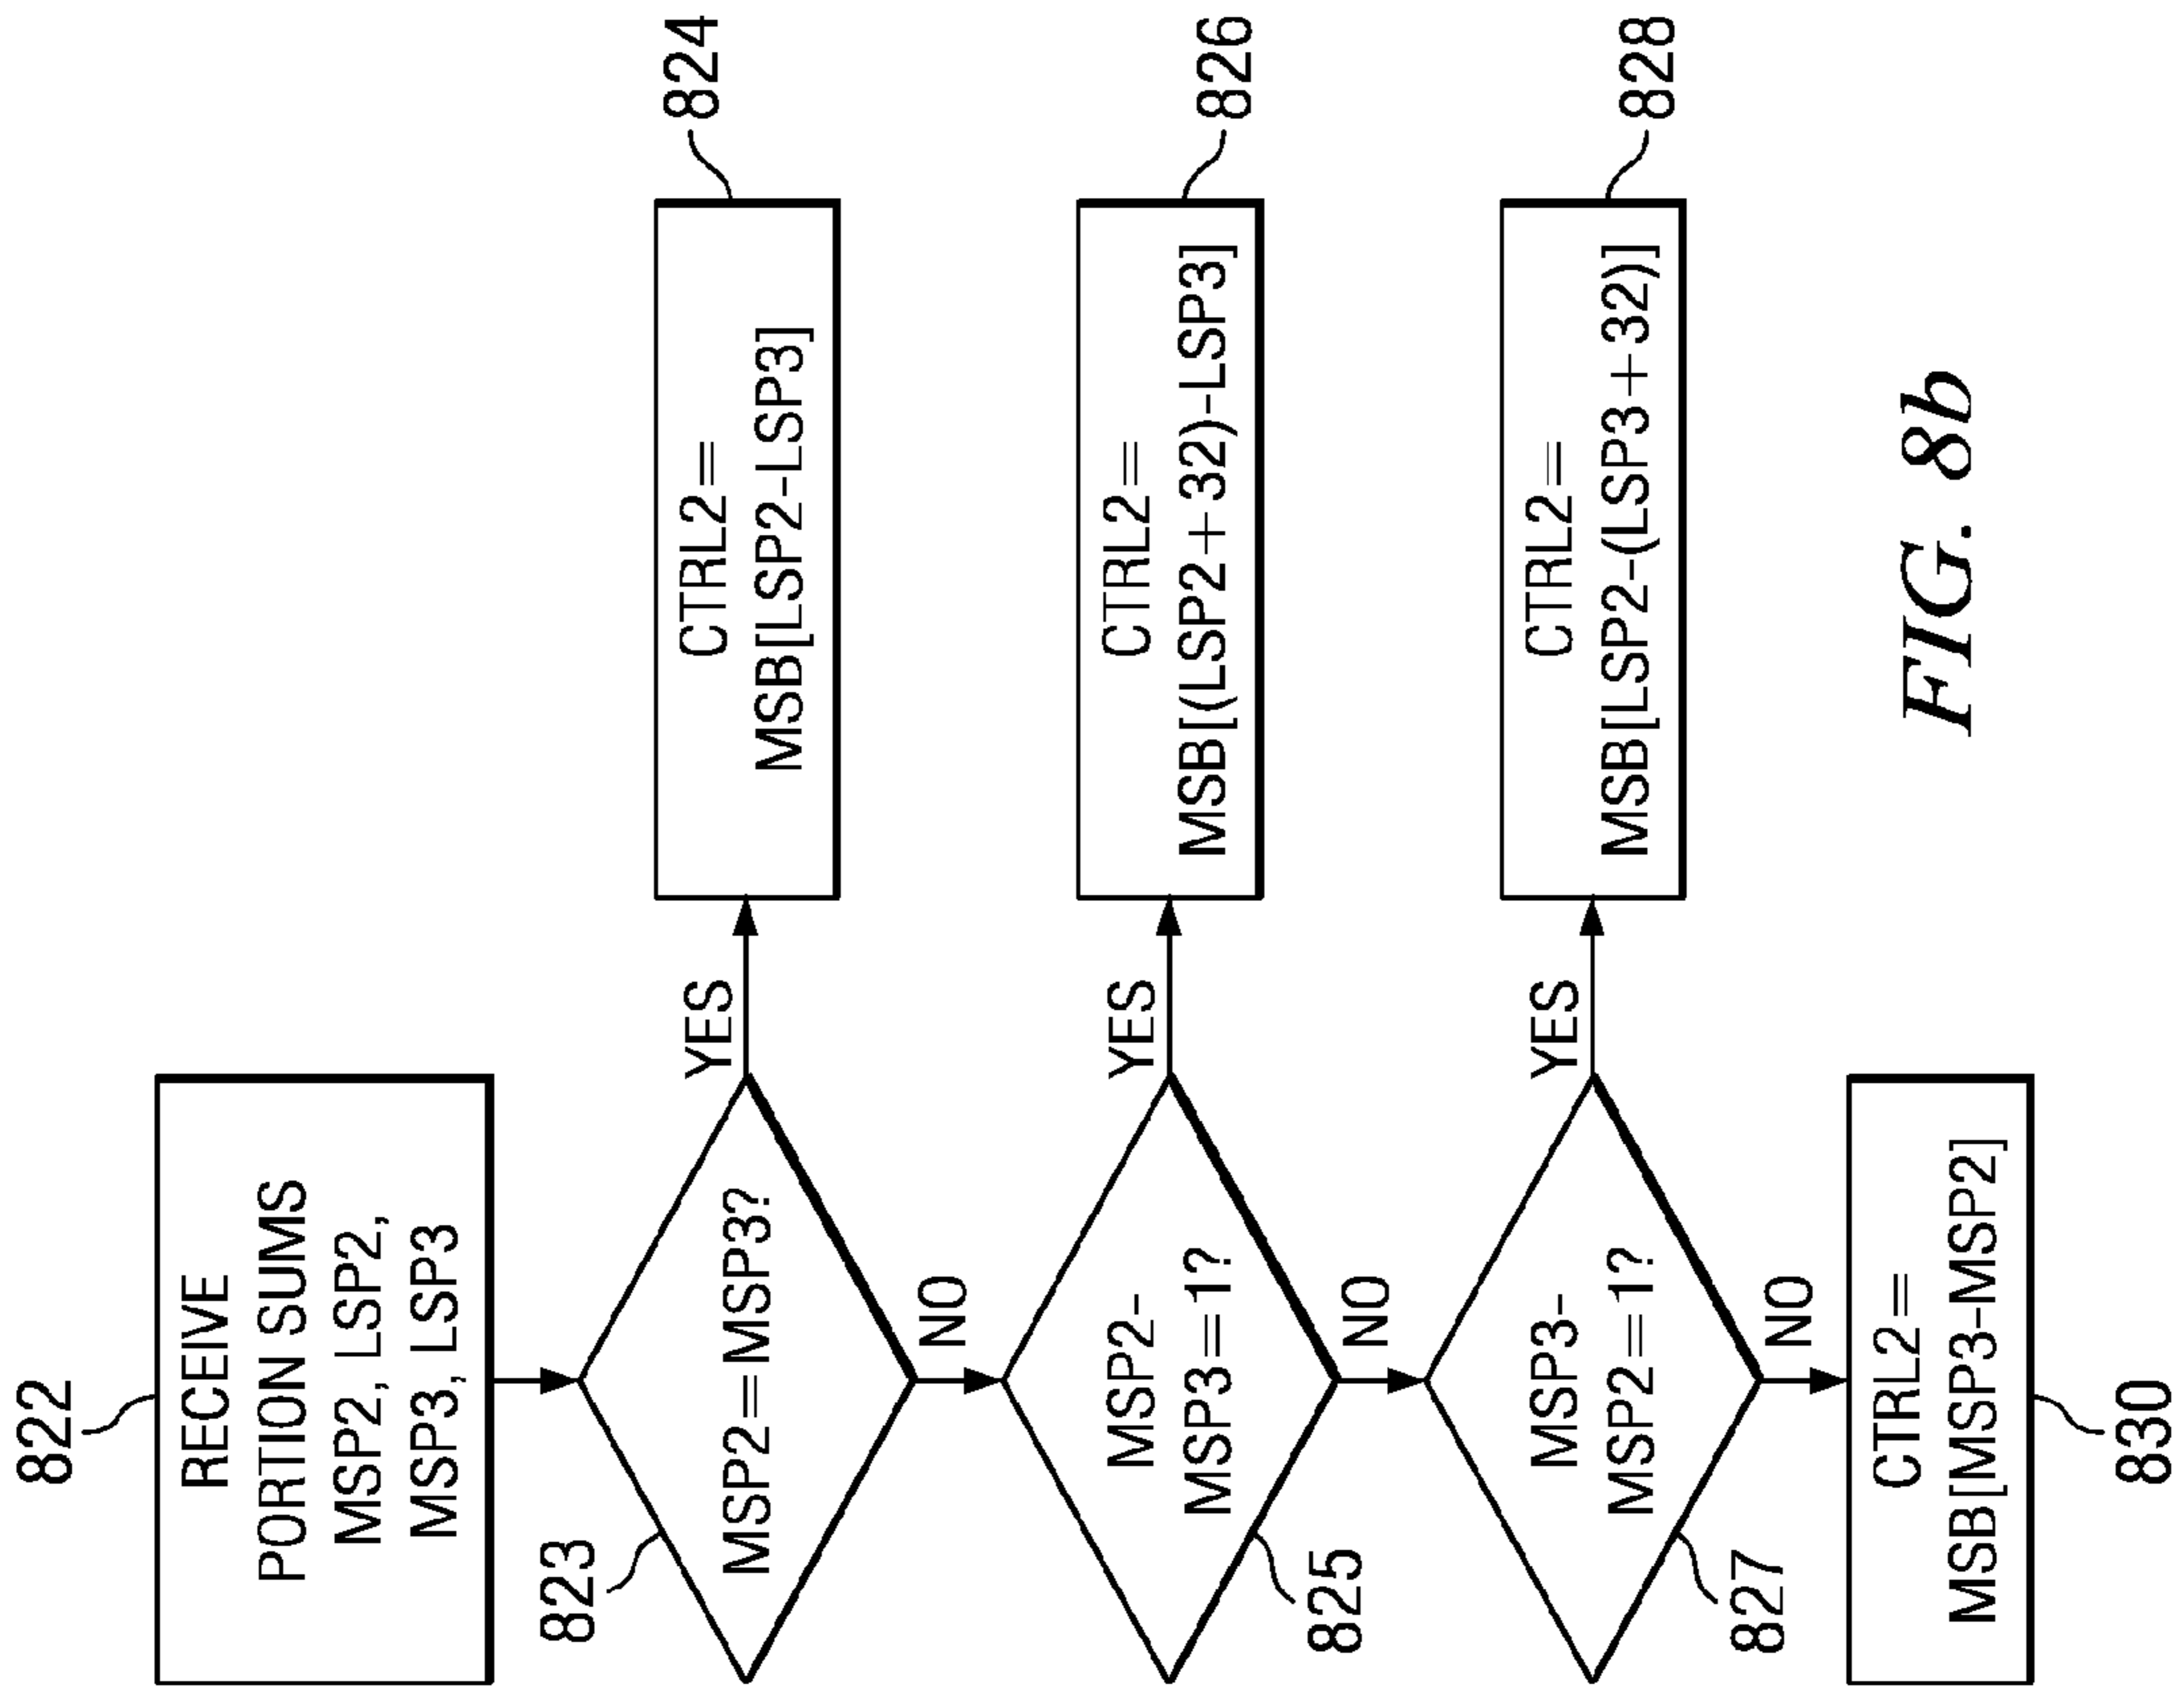 822
RECEIVE
PORTION SUMS
MSP2, LSP2,
MSP3, LSP3
823
MSP2=MSP3?
YES
CTRL2=
MSB[LSP2-LSP3]
824
NO
825
MSP2-
MSP3=1?
YES
CTRL2=
MSB[(LSP2+32)-LSP3]
826
NO
827
MSP3-
MSP2=1?
YES
CTRL2=
MSB[LSP2-(LSP3+32)]
828
NO
CTRL2=
MSB[MSP3-MSP2]
830
FIG. 8b